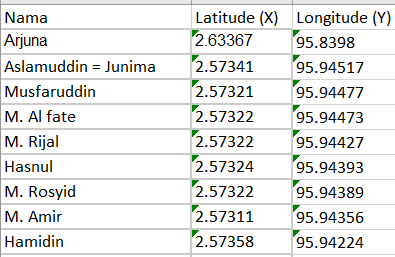 Nama Latitude (X) Longitude (Y)
Arjuna 2.63367 95.8398
Aslamuddin = Junima 2.57341 95.94517
Musfaruddin 2.57321 95.94477
M. Al fate 2.57322 95.94473
M. Rijal 2.57322 95.94427
Hasnul 2.57324 95.94393
M. Rosyid 2.57322 95.94389
M. Amir 2.57311 95.94356
Hamidin 2.57358 95.94224